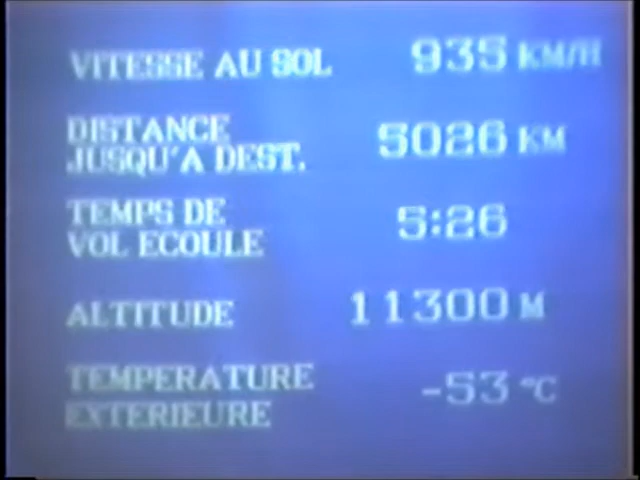 VITESSE AU SOL 935 KM/H
DISTANCE
JUSQU'A DEST. 5026 KM
TEMPS DE
VOL ECOULE 5:26
ALTITUDE 11300 M
TEMPERATURE
EXTERIEURE -53 °C